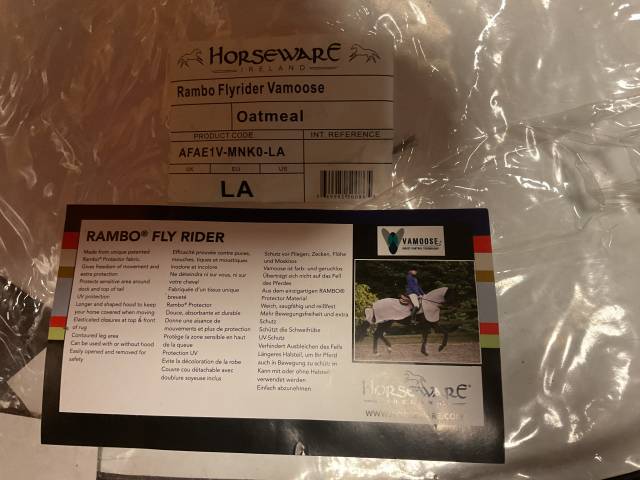 HORSEWARE
IRELAND
Rambo Flyrider Vamoose
Oatmeal
PRODUCT CODE
INT. REFERENCE
AFAE1V-MNK0-LA
UK
EU
US
LA
RAMBO® FLY RIDER
Made from unique patented
Rambo® Protector fabric.
Gives freedom of movement and
extra protection
Protects sensitive area around
dock and top of tail
UV protection
Longer and shaped hood to keep
your horse covered when moving
Elasticated closures at top & front
of rug
Contoured leg area
Can be used with or without hood
Easily opened and removed for
safety
Efficacité prouvée contre puces,
mouches, tiques et moustiques
Inodore et incolore
Ne déteindra ni sur vous, ni sur
votre cheval
Fabriquée d'un tissus unique
breveté
Rambo® Protector
Douce, absorbante et durable
Donne une aisance de
mouvements et plus de protection
Protège la zone sensible en haut
de la queue
Protection UV
Evite la décoloration de la robe
Couvre cou détachable avec
doublure soyeuse inclus
Schutz vor Fliegen, Zecken, Flöhe
und Moskitos
Vamoose ist farb- und geruchlos
Überträgt sich nicht auf das Fell
des Pferdes
Aus dem einzigartigen RAMBO®
Protector Material
Weich, saugfähig und reißfest
Mehr Bewegungsfreiheit und extra
Schutz
Schützt die Schweifrübe
UV-Schutz
Verhindert Ausbleichen des Fells
Längeres Halsteil, um Ihr Pferd
auch in Bewegung zu schütz
Kann mit oder ohne Halsteil
verwendet werden
Einfach abzunehmen
VAMOOSE
INSECT CONTROL TECHNOLOGY
HORSEWARE
IRELAND
WWW.HORSEWARE.COM